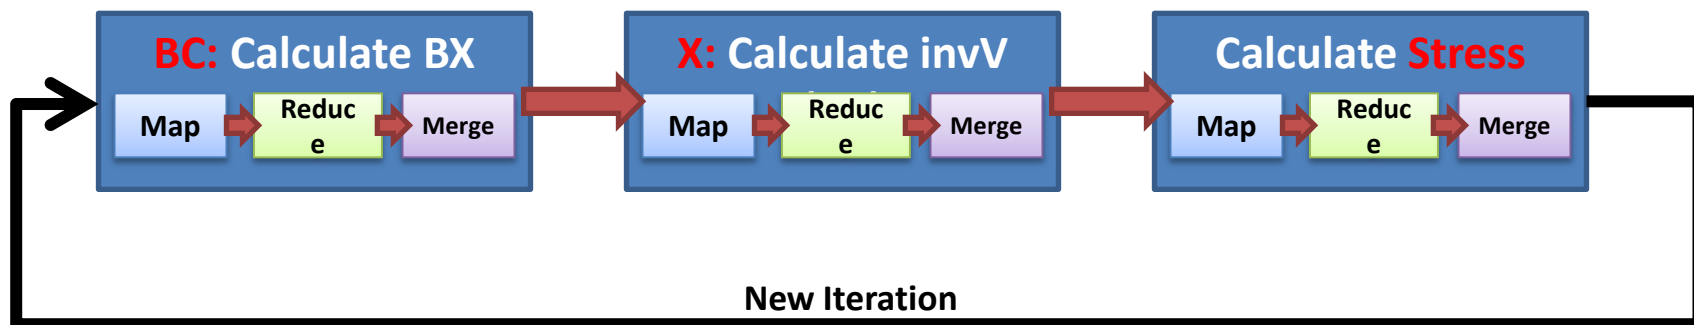 BC: Calculate BX
Map
Reduc
e
Merge
X: Calculate invV
Map
Reduc
e
Merge
Calculate Stress
Map
Reduc
e
Merge
New Iteration